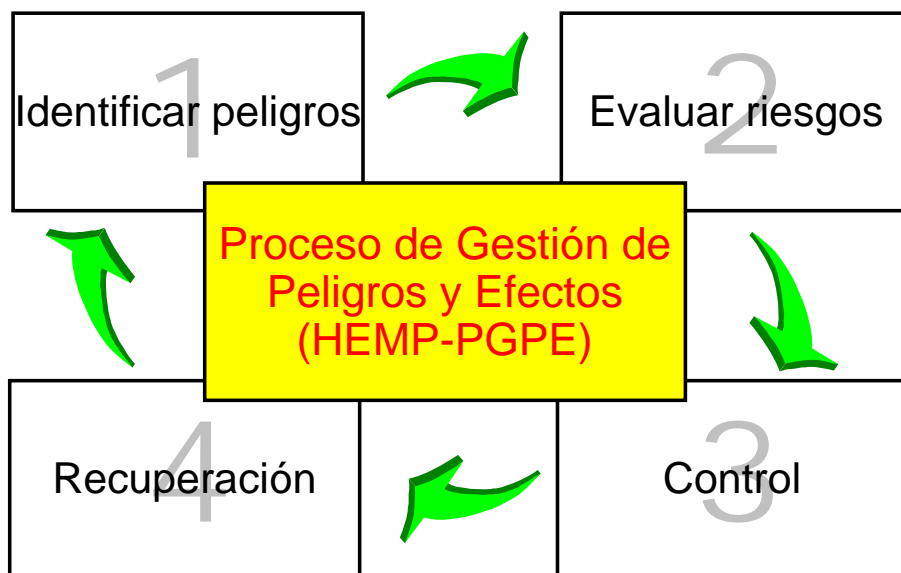 1
Identificar peligros
2
Evaluar riesgos
Proceso de Gestión de
Peligros y Efectos
(HEMP-PGPE)
4
Recuperación
3
Control